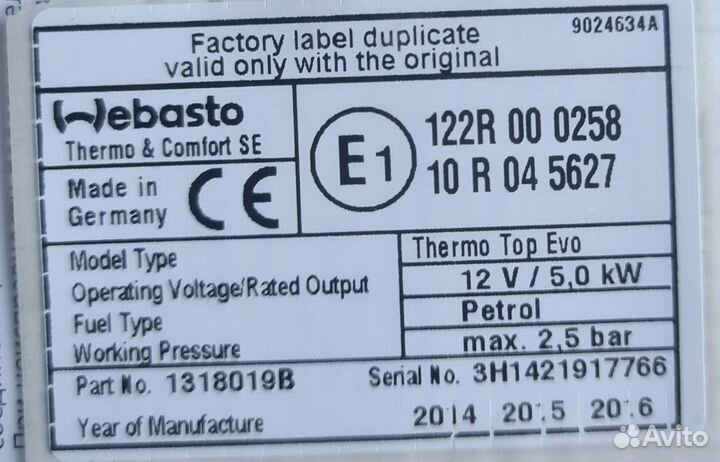 Factory label duplicate
valid only with the original
9024634A
Webasto
Thermo & Comfort SE
Made in
Germany
CE
E1
122R 00 0258
10 R 04 5627
Model Type Thermo Top Evo
Operating Voltage/Rated Output 12 V / 5,0 kW
Fuel Type Petrol
Working Pressure max. 2,5 bar
Part No. 1318019B Serial No. 3H1421917766
Year of Manufacture 2014 2015 2016
Avito